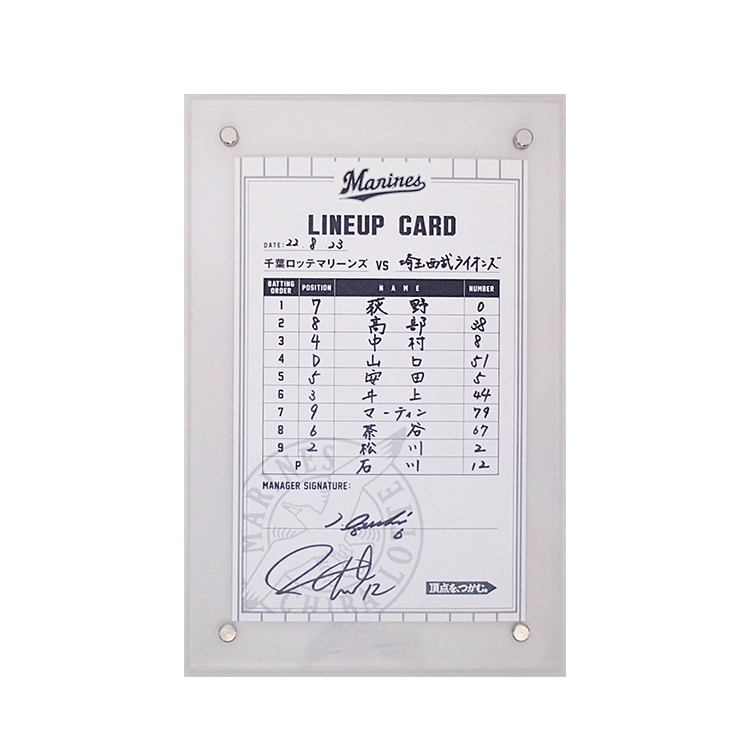 Marines
LINEUP CARD
DATE: 22. 8. 23
千葉ロッテマリーンズ VS 埼玉西武ライオンズ
BATTING ORDER POSITION NAME NUMBER
1 7 荻野 0
2 8 髙部 38
3 4 中村 8
4 D 山口 51
5 5 安田 5
6 3 井上 44
7 9 マーティン 79
8 6 茶谷 67
9 2 松川 2
P 石川 12
MANAGER SIGNATURE:
MARINES
CHIBA LOTTE
12
頂点を、つかむ。